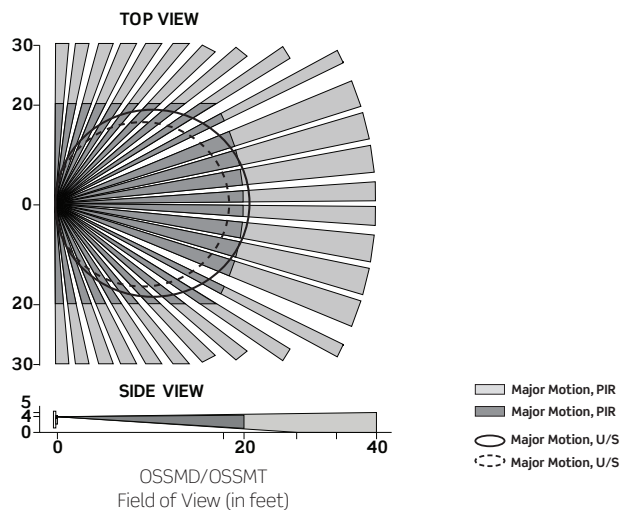 TOP VIEW
30
20
0
20
30
SIDE VIEW
5
4
0
0
20
40
OSSMD/OSSMT
Field of View (in feet)
Major Motion, PIR
Major Motion, PIR
Major Motion, U/S
Major Motion, U/S